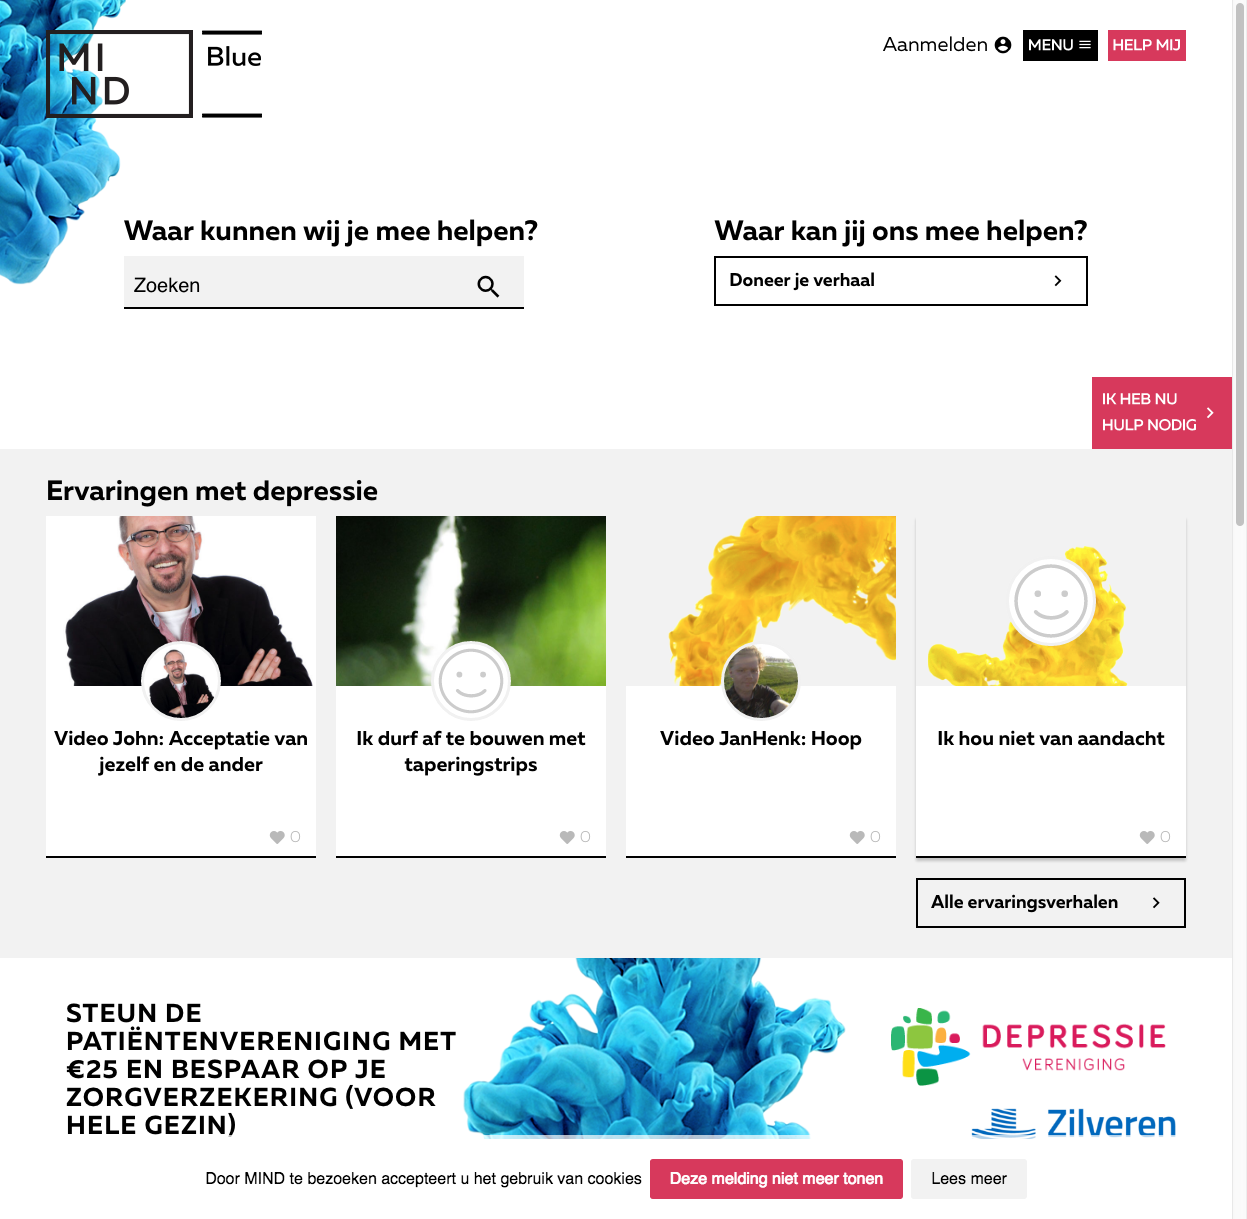 MI
ND
Blue
Aanmelden
MENU
HELP MIJ
Waar kunnen wij je mee helpen?
Zoeken
Waar kan jij ons mee helpen?
Doneer je verhaal
IK HEB NU
HULP NODIG
Ervaringen met depressie
Video John: Acceptatie van
jezelf en de ander
0
Ik durf af te bouwen met
taperingstrips
0
Video JanHenk: Hoop
0
Ik hou niet van aandacht
0
Alle ervaringsverhalen
STEUN DE
PATIËNTENVERENIGING MET
€25 EN BESPAAR OP JE
ZORGVERZEKERING (VOOR
HELE GEZIN)
DEPRESSIE
VERENIGING
Zilveren
Door MIND te bezoeken accepteert u het gebruik van cookies
Deze melding niet meer tonen
Lees meer